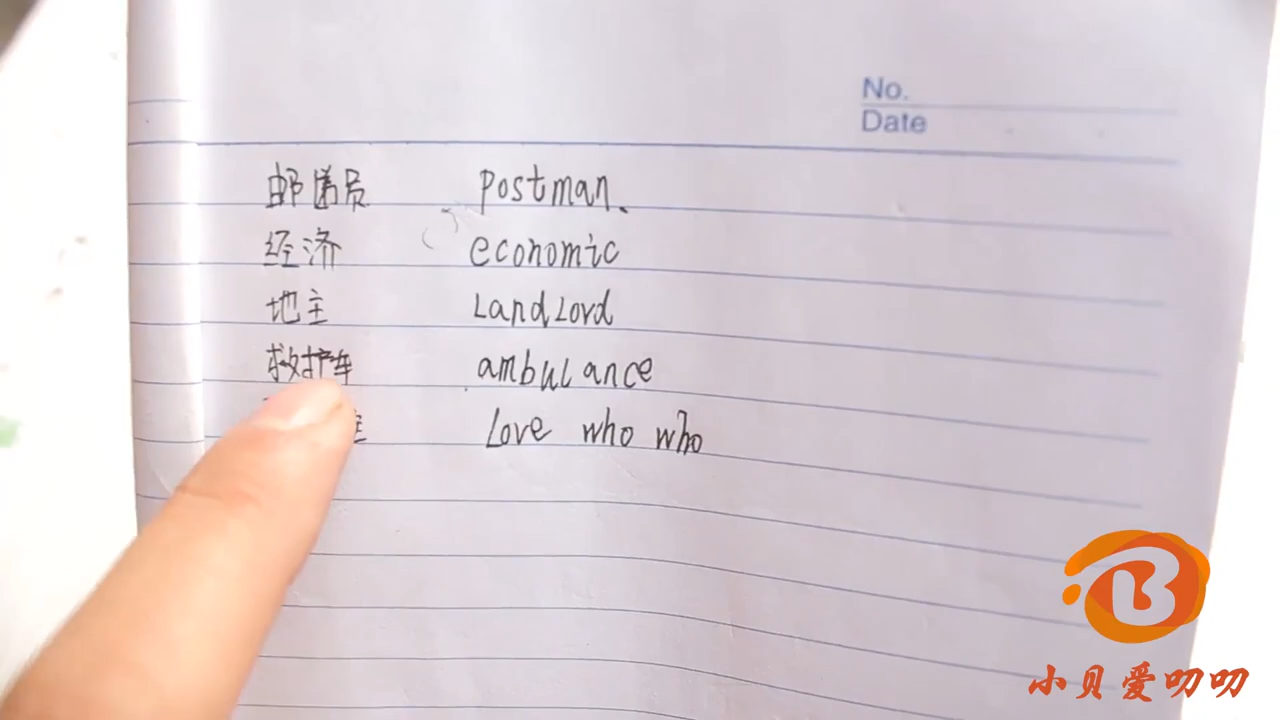 No.
Date
邮递员 postman.
经济 economic
地主 Landlord
救护车 ambulance
谁 Love who who
B
小贝爱叨叨